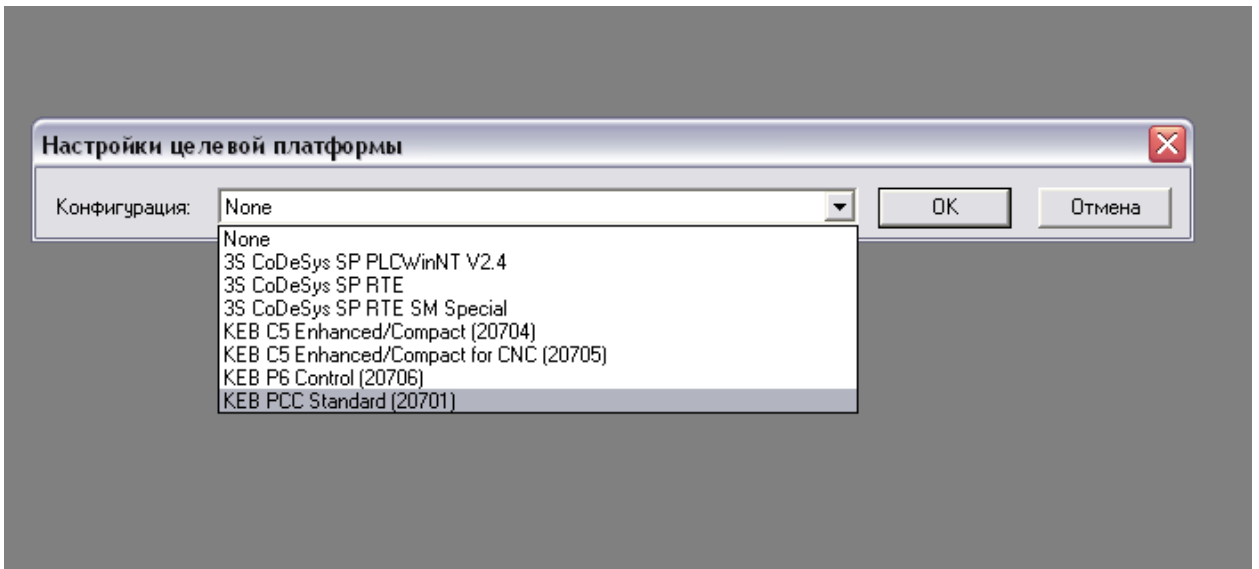 Настройки целевой платформы
Конфигурация: None OK Отмена
None
3S CoDeSys SP PLCWinNT V2.4
3S CoDeSys SP RTE
3S CoDeSys SP RTE SM Special
KEB C5 Enhanced/Compact (20704)
KEB C5 Enhanced/Compact for CNC (20705)
KEB P6 Control (20706)
KEB PCC Standard (20701)